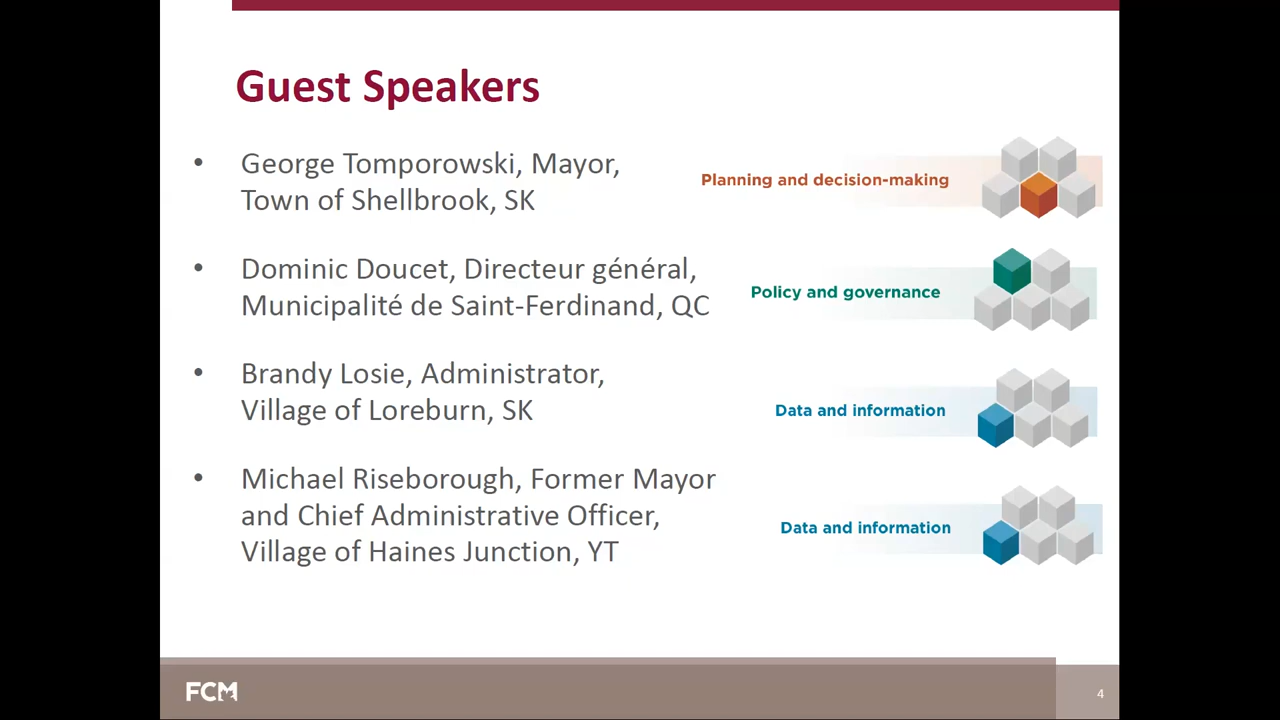 Guest Speakers
• George Tomporowski, Mayor,
Town of Shellbrook, SK
Planning and decision-making
• Dominic Doucet, Directeur général,
Municipalité de Saint-Ferdinand, QC
Policy and governance
• Brandy Losie, Administrator,
Village of Loreburn, SK
Data and information
• Michael Riseborough, Former Mayor
and Chief Administrative Officer,
Village of Haines Junction, YT
Data and information
FCM
4